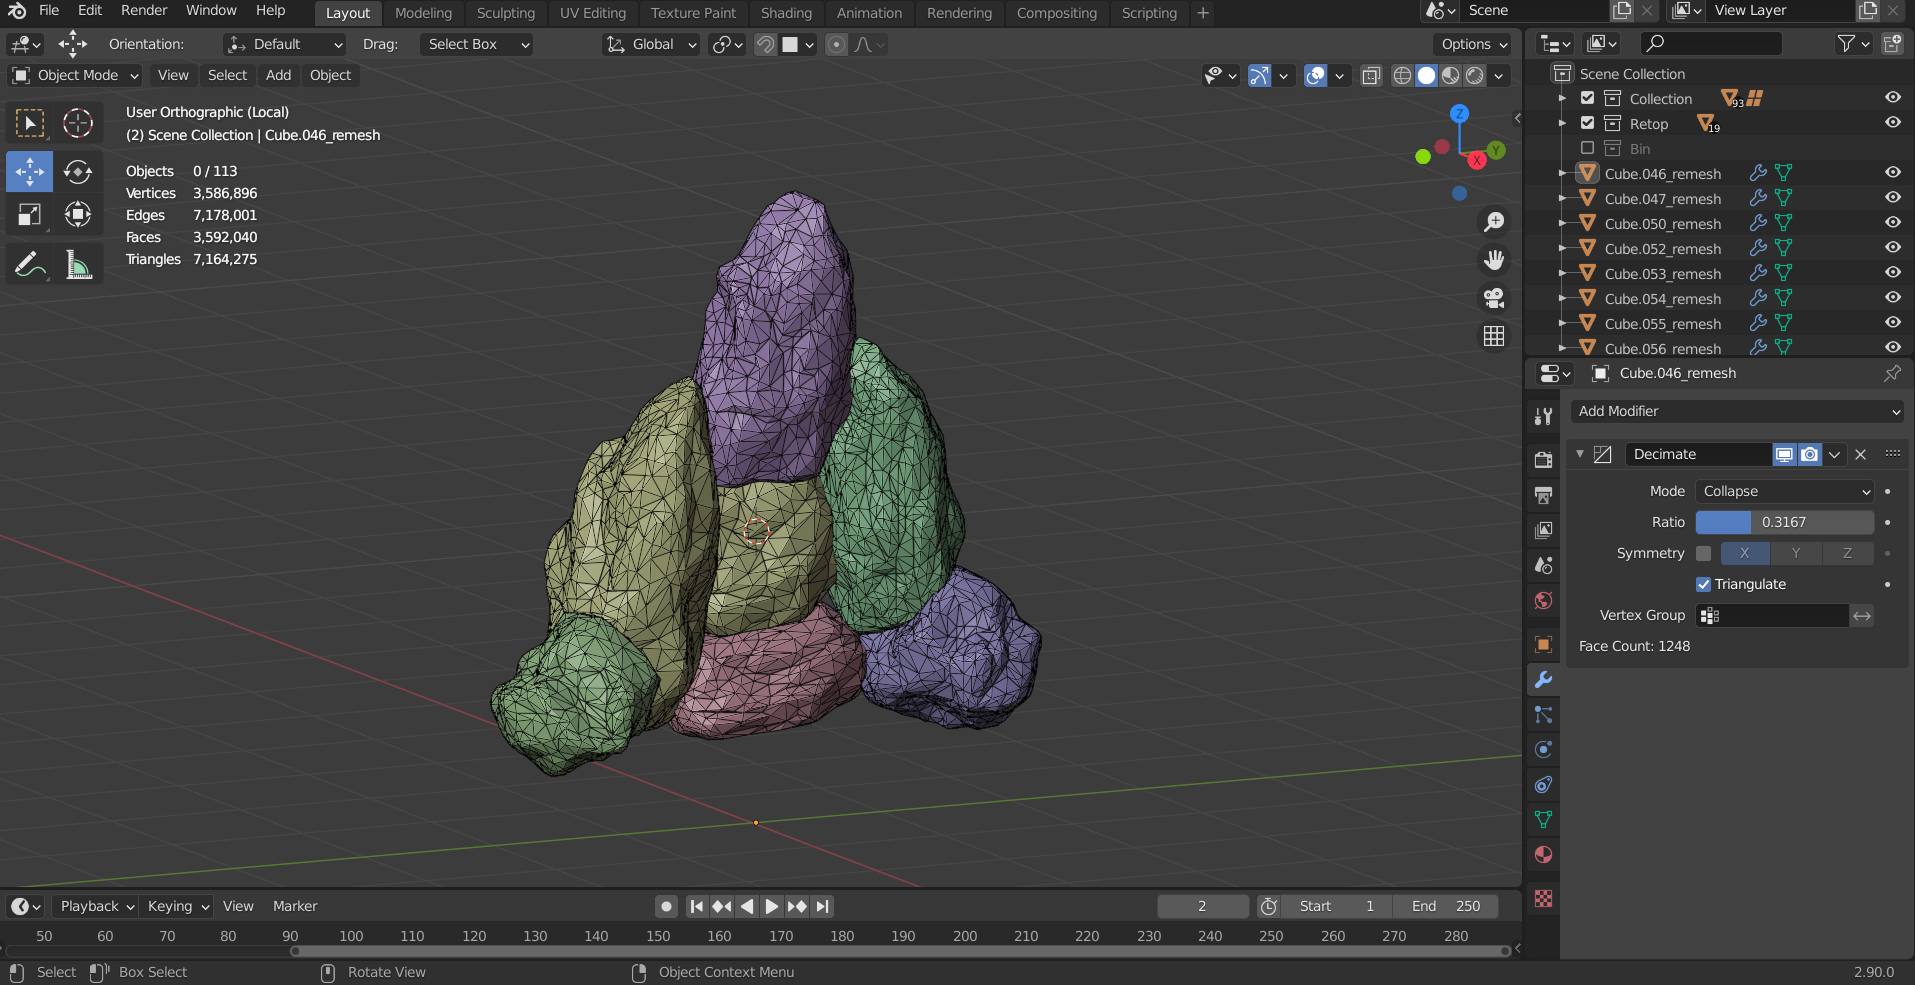 File Edit Render Window Help Layout Modeling Sculpting UV Editing Texture Paint Shading Animation Rendering Compositing Scripting + Scene View Layer
Orientation: Default Drag: Select Box Global Options
Object Mode View Select Add Object
User Orthographic (Local)
(2) Scene Collection | Cube.046_remesh
Objects 0 / 113
Vertices 3,586,896
Edges 7,178,001
Faces 3,592,040
Triangles 7,164,275
Z
Y
X
Scene Collection
Collection 93
Retop 19
Bin
Cube.046_remesh
Cube.047_remesh
Cube.050_remesh
Cube.052_remesh
Cube.053_remesh
Cube.054_remesh
Cube.055_remesh
Cube.056_remesh
Cube.046_remesh
Add Modifier
Decimate
Mode Collapse
Ratio 0.3167
Symmetry X Y Z
Triangulate
Vertex Group
Face Count: 1248
Playback Keying View Marker 2 Start 1 End 250
50 60 70 80 90 100 110 120 130 140 150 160 170 180 190 200 210 220 230 240 250 260 270 280
Select Box Select Rotate View Object Context Menu 2.90.0